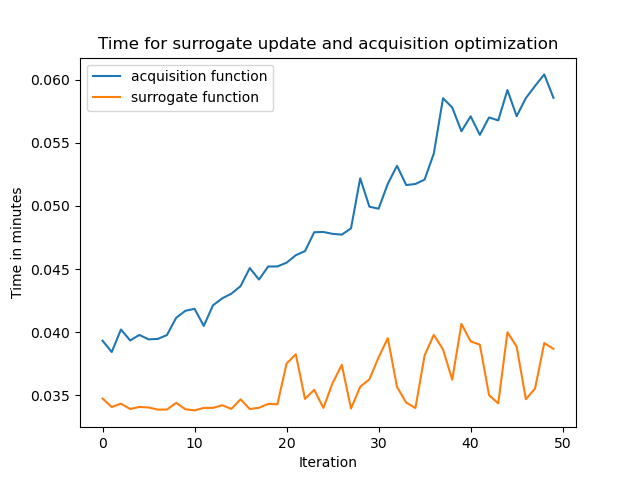 Time for surrogate update and acquisition optimization
acquisition function
surrogate function
0.060
0.055
0.050
0.045
0.040
0.035
Time in minutes
0 10 20 30 40 50
Iteration